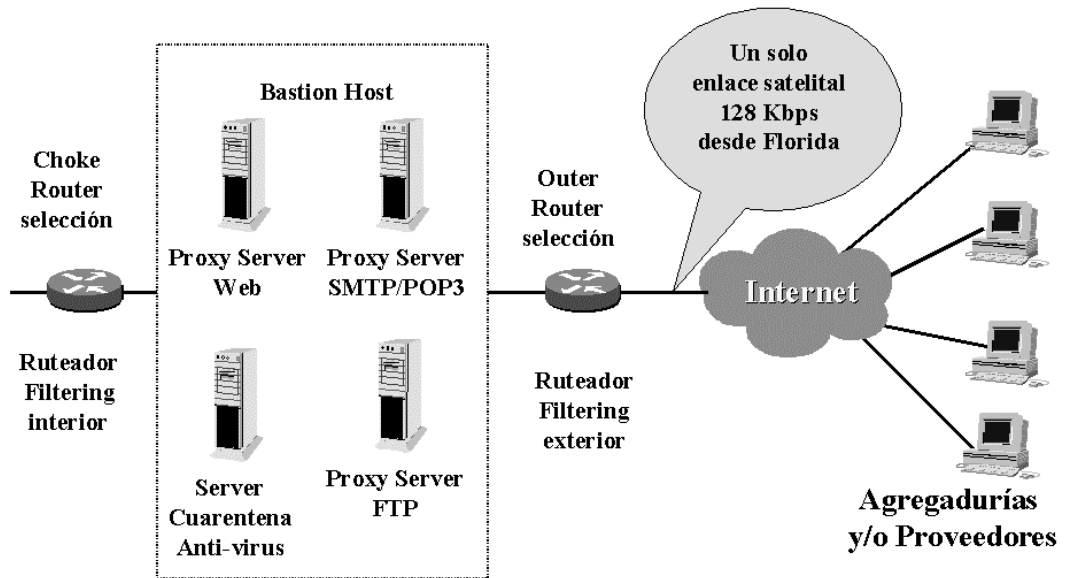 Un solo
enlace satelital
128 Kbps
desde Florida
Bastion Host
Choke
Router
selección
Proxy Server
Web
Proxy Server
SMTP/POP3
Outer
Router
selección
Internet
Ruteador
Filtering
interior
Server
Cuarentena
Anti-virus
Proxy Server
FTP
Ruteador
Filtering
exterior
Agregadurías
y/o Proveedores